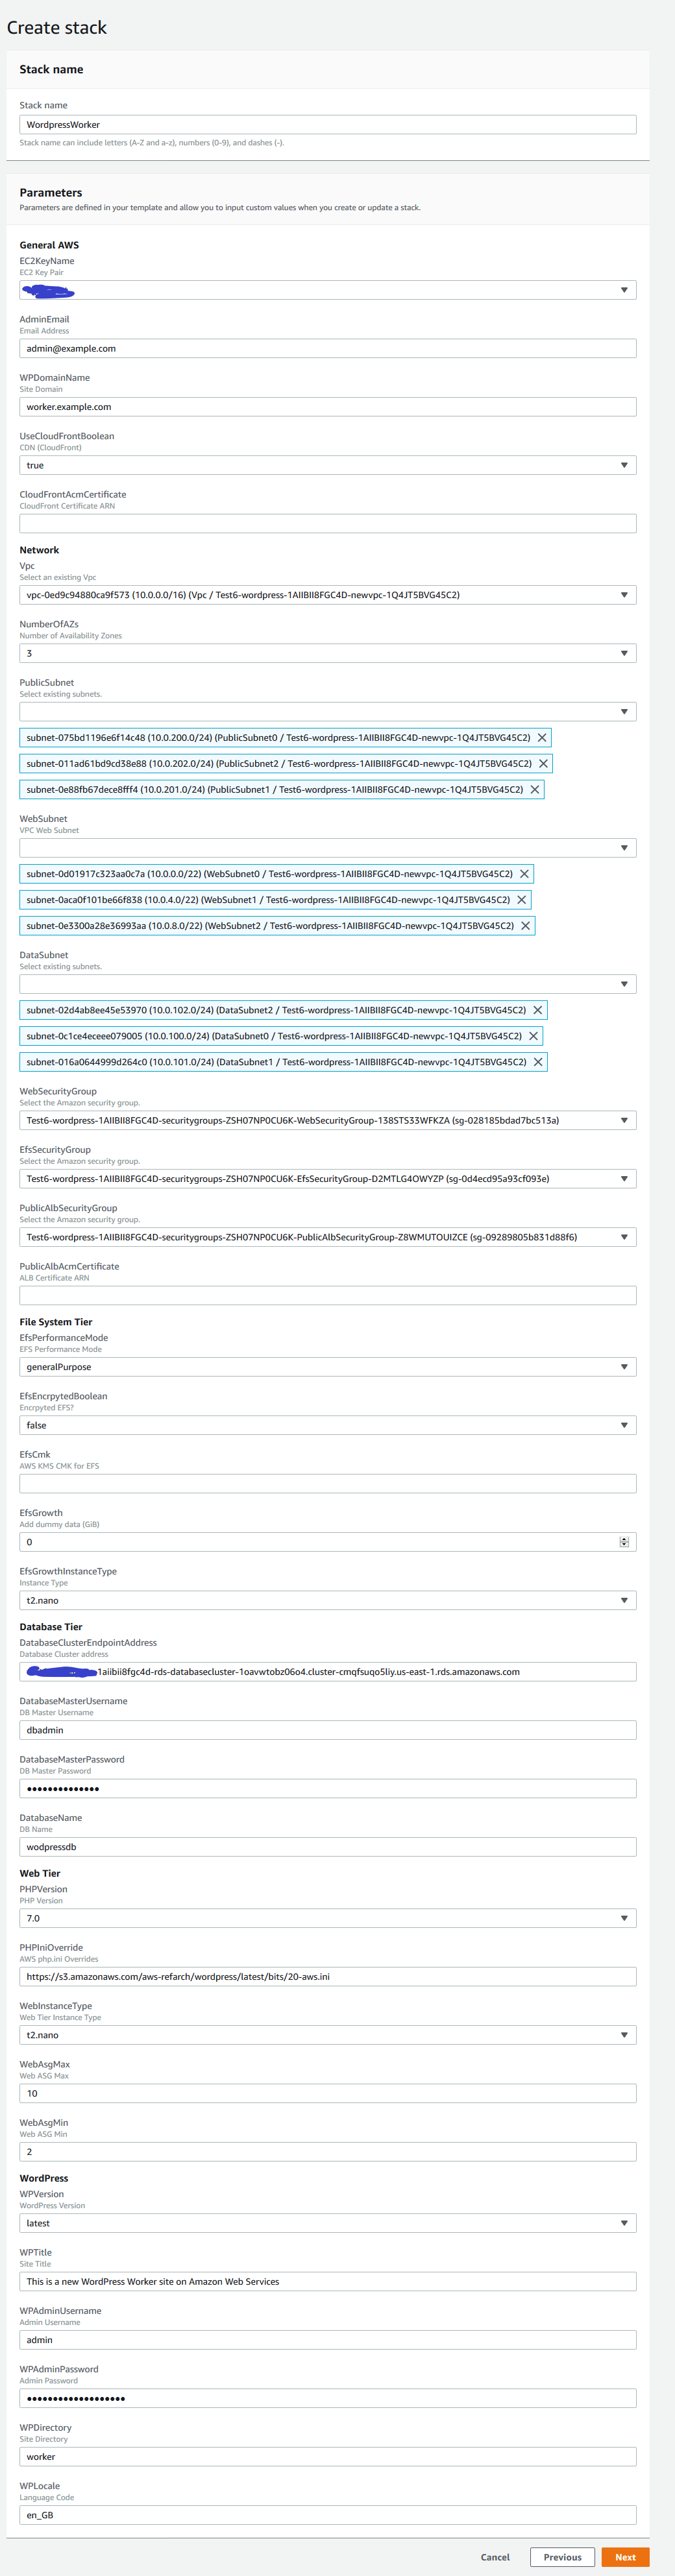 Create stack
Stack name
Stack name
WordpressWorker
Stack name can include letters (A-Z and a-z), numbers (0-9), and dashes (-).
Parameters
Parameters are defined in your template and allow you to input custom values when you create or update a stack.
General AWS
EC2KeyName
EC2 Key Pair
AdminEmail
Email Address
admin@example.com
WPDomainName
Site Domain
worker.example.com
UseCloudFrontBoolean
CDN (CloudFront)
true
CloudFrontAcmCertificate
CloudFront Certificate ARN
Network
Vpc
Select an existing Vpc
vpc-0ed9c94880ca9f573 (10.0.0.0/16) (Vpc / Test6-wordpress-1AIIBII8FGC4D-newvpc-1Q4JT5BVG45C2)
NumberOfAZs
Number of Availability Zones
3
PublicSubnet
Select existing subnets.
subnet-075bd1196e6f14c48 (10.0.200.0/24) (PublicSubnet0 / Test6-wordpress-1AIIBII8FGC4D-newvpc-1Q4JT5BVG45C2)
subnet-011ad61bd9cd38e88 (10.0.202.0/24) (PublicSubnet2 / Test6-wordpress-1AIIBII8FGC4D-newvpc-1Q4JT5BVG45C2)
subnet-0e88fb67dece8fff4 (10.0.201.0/24) (PublicSubnet1 / Test6-wordpress-1AIIBII8FGC4D-newvpc-1Q4JT5BVG45C2)
WebSubnet
VPC Web Subnet
subnet-0d01917c323aa0c7a (10.0.0.0/22) (WebSubnet0 / Test6-wordpress-1AIIBII8FGC4D-newvpc-1Q4JT5BVG45C2)
subnet-0aca0f101be66f838 (10.0.4.0/22) (WebSubnet1 / Test6-wordpress-1AIIBII8FGC4D-newvpc-1Q4JT5BVG45C2)
subnet-0e3300a28e36993aa (10.0.8.0/22) (WebSubnet2 / Test6-wordpress-1AIIBII8FGC4D-newvpc-1Q4JT5BVG45C2)
DataSubnet
Select existing subnets.
subnet-02d4ab8ee45e53970 (10.0.102.0/24) (DataSubnet2 / Test6-wordpress-1AIIBII8FGC4D-newvpc-1Q4JT5BVG45C2)
subnet-0c1ce4eceee079005 (10.0.100.0/24) (DataSubnet0 / Test6-wordpress-1AIIBII8FGC4D-newvpc-1Q4JT5BVG45C2)
subnet-016a0644999d264c0 (10.0.101.0/24) (DataSubnet1 / Test6-wordpress-1AIIBII8FGC4D-newvpc-1Q4JT5BVG45C2)
WebSecurityGroup
Select the Amazon security group.
Test6-wordpress-1AIIBII8FGC4D-securitygroups-ZSH07NP0CU6K-WebSecurityGroup-138STS33WFKZA (sg-028185bdad7bc513a)
EfsSecurityGroup
Select the Amazon security group.
Test6-wordpress-1AIIBII8FGC4D-securitygroups-ZSH07NP0CU6K-EfsSecurityGroup-D2MTLG4OWYZP (sg-0d4ecd95a93cf093e)
PublicAlbSecurityGroup
Select the Amazon security group.
Test6-wordpress-1AIIBII8FGC4D-securitygroups-ZSH07NP0CU6K-PublicAlbSecurityGroup-Z8WMUTOUIZCE (sg-09289805b831d88f6)
PublicAlbAcmCertificate
ALB Certificate ARN
File System Tier
EfsPerformanceMode
EFS Performance Mode
generalPurpose
EfsEncrpytedBoolean
Encrpyted EFS?
false
EfsCmk
AWS KMS CMK for EFS
EfsGrowth
Add dummy data (GiB)
0
EfsGrowthInstanceType
Instance Type
t2.nano
Database Tier
DatabaseClusterEndpointAddress
Database Cluster address
1aiibii8fgc4d-rds-databasecluster-1oavwtobz06o4.cluster-cmqfsuqo5liy.us-east-1.rds.amazonaws.com
DatabaseMasterUsername
DB Master Username
dbadmin
DatabaseMasterPassword
DB Master Password
••••••••••••••
DatabaseName
DB Name
wodpressdb
Web Tier
PHPVersion
PHP Version
7.0
PHPIniOverride
AWS php.ini Overrides
https://s3.amazonaws.com/aws-refarch/wordpress/latest/bits/20-aws.ini
WebInstanceType
Web Tier Instance Type
t2.nano
WebAsgMax
Web ASG Max
10
WebAsgMin
Web ASG Min
2
WordPress
WPVersion
WordPress Version
latest
WPTitle
Site Title
This is a new WordPress Worker site on Amazon Web Services
WPAdminUsername
Admin Username
admin
WPAdminPassword
Admin Password
•••••••••••••••••••
WPDirectory
Site Directory
worker
WPLocale
Language Code
en_GB
Cancel Previous Next